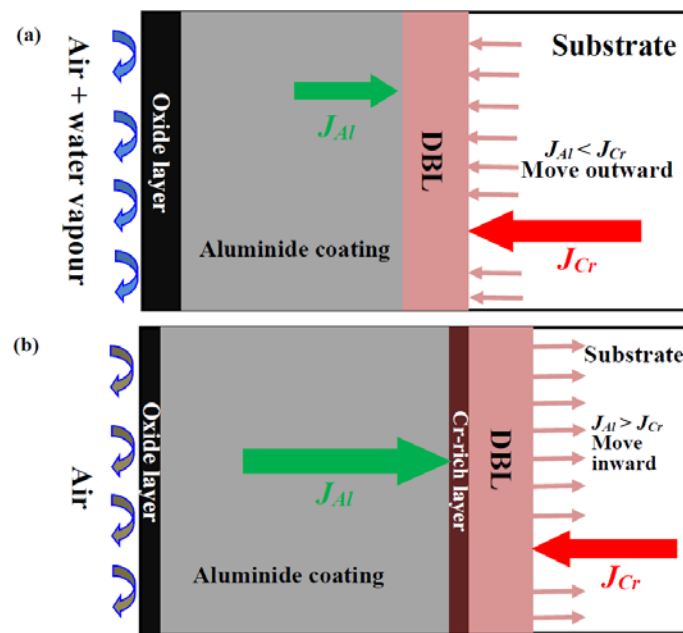 (a)
Air + water vapour
Oxide layer
J_Al
Aluminide coating
DBL
Substrate
J_Al < J_Cr
Move outward
J_Cr
(b)
Air
Oxide layer
J_Al
Aluminide coating
Cr-rich layer
DBL
Substrate
J_Al > J_Cr
Move
inward
J_Cr